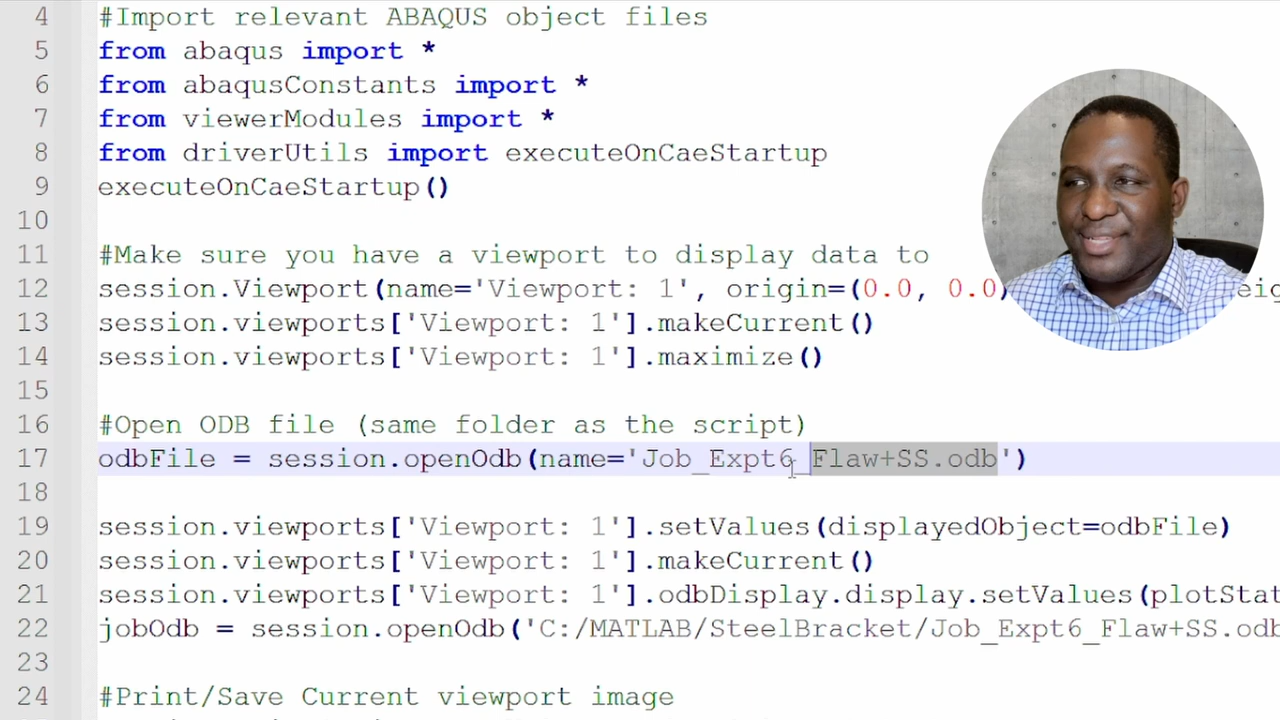 4 #Import relevant ABAQUS object files
5 from abaqus import *
6 from abaqusConstants import *
7 from viewerModules import *
8 from driverUtils import executeOnCaeStartup
9 executeOnCaeStartup()
10
11 #Make sure you have a viewport to display data to
12 session.Viewport(name='Viewport: 1', origin=(0.0, 0.0)
13 session.viewports['Viewport: 1'].makeCurrent()
14 session.viewports['Viewport: 1'].maximize()
15
16 #Open ODB file (same folder as the script)
17 odbFile = session.openOdb(name='Job_Expt6_Flaw+SS.odb')
18
19 session.viewports['Viewport: 1'].setValues(displayedObject=odbFile)
20 session.viewports['Viewport: 1'].makeCurrent()
21 session.viewports['Viewport: 1'].odbDisplay.display.setValues(plotStat
22 jobOdb = session.openOdb('C:/MATLAB/SteelBracket/Job_Expt6_Flaw+SS.odb
23
24 #Print/Save Current viewport image